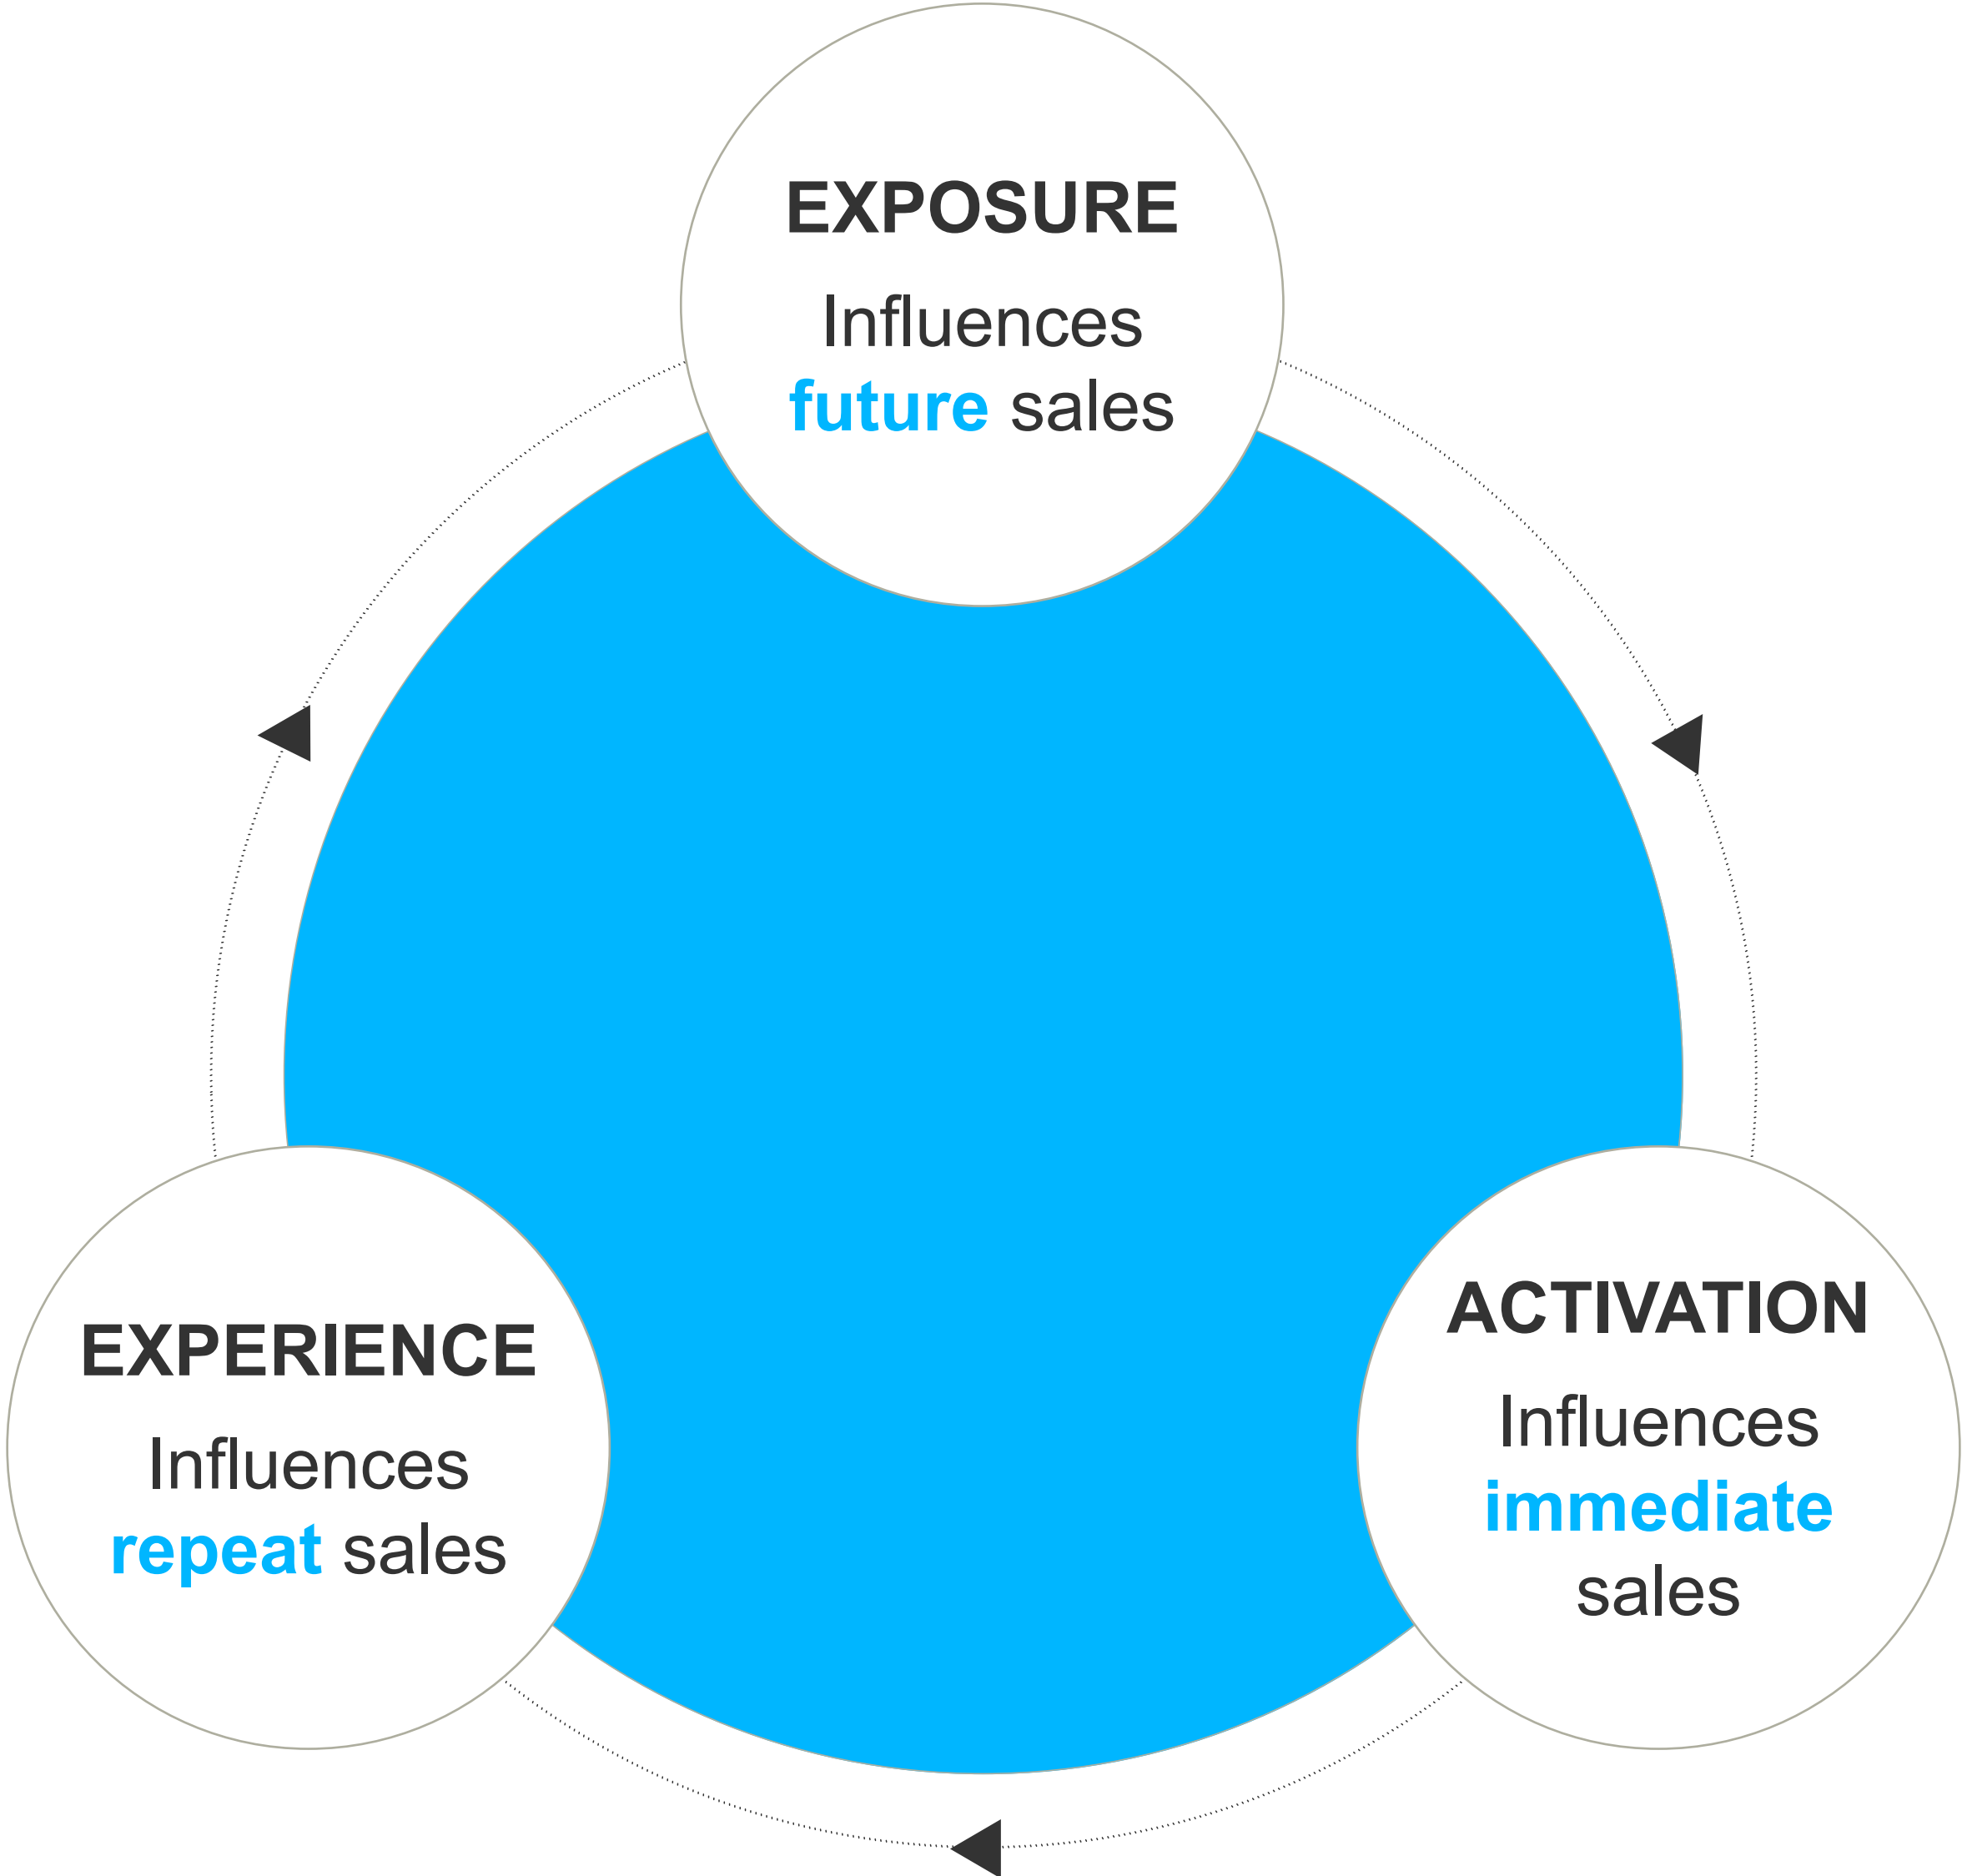 EXPOSURE
Influences
future sales
EXPERIENCE
Influences
repeat sales
ACTIVATION
Influences
immediate
sales